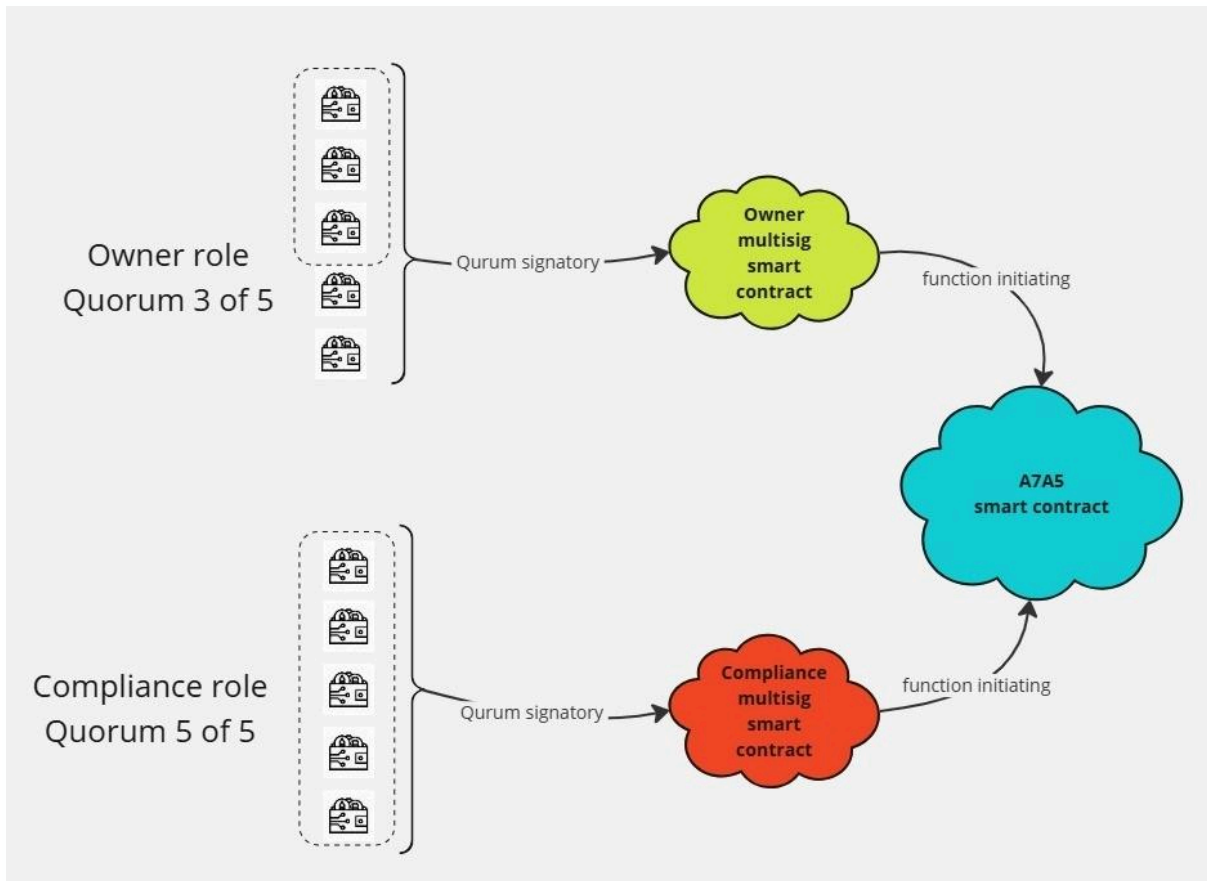 Owner role
Quorum 3 of 5
Qurum signatory
Owner
multisig
smart
contract
function initiating
A7A5
smart contract
Compliance role
Quorum 5 of 5
Qurum signatory
Compliance
multisig
smart
contract
function initiating